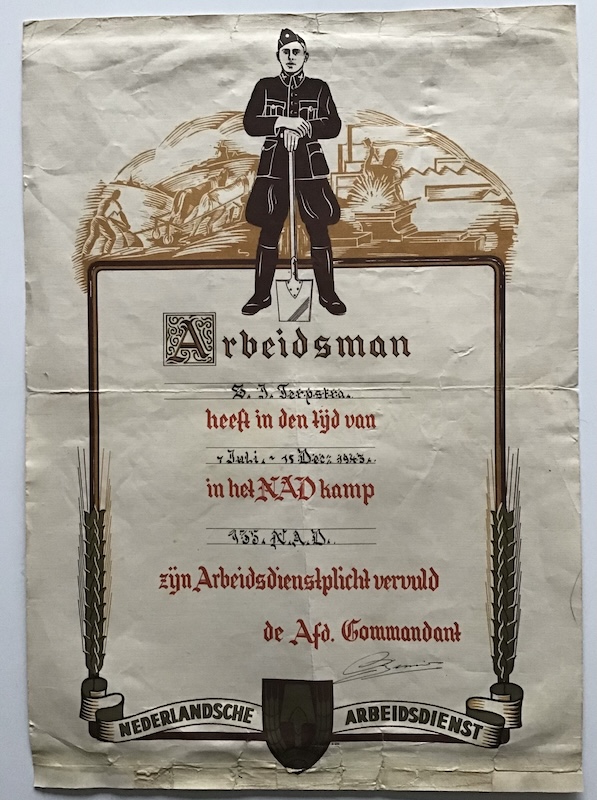 Arbeidsman
S. J. Terpstra.
heeft in den tijd van
Juli. - 15 Dec. 1943.
in het NAD kamp
135. N.A.D.
zijn Arbeidsdienstplicht vervuld
de Afd. Commandant
NEDERLANDSCHE ARBEIDSDIENST